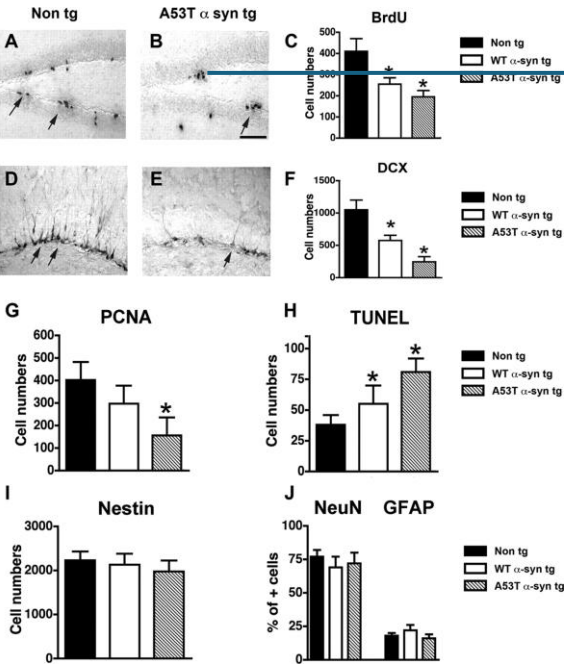 Non tg
A53T α syn tg
A
B
C
BrdU
Cell numbers
500
400
300
200
100
0
*
*
Non tg
WT α-syn tg
A53T α-syn tg
D
E
F
DCX
Cell numbers
1500
1000
500
0
*
*
Non tg
WT α-syn tg
A53T α-syn tg
G
PCNA
Cell numbers
600
500
400
300
200
100
0
*
H
TUNEL
Cell numbers
100
75
50
25
0
*
*
Non tg
WT α-syn tg
A53T α-syn tg
I
Nestin
Cell numbers
3000
2000
1000
0
J
NeuN GFAP
% of + cells
100
75
50
25
0
Non tg
WT α-syn tg
A53T α-syn tg